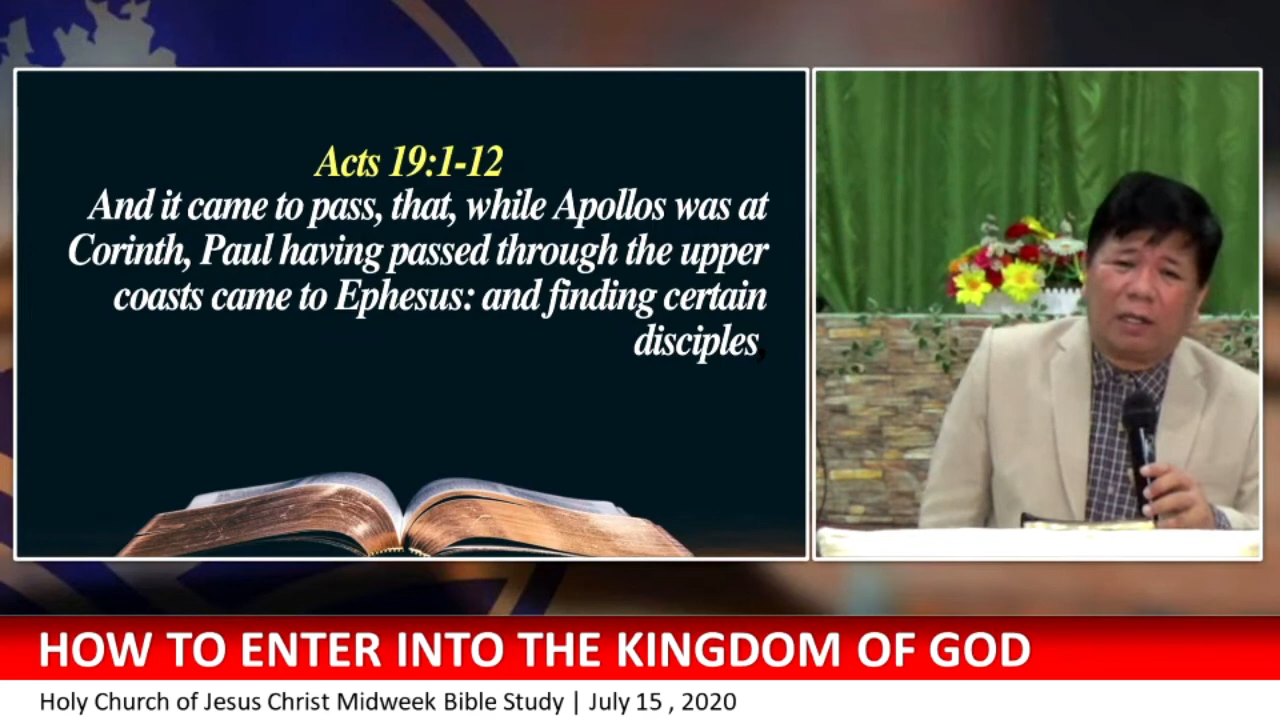 Acts 19:1-12
And it came to pass, that, while Apollos was at
Corinth, Paul having passed through the upper
coasts came to Ephesus: and finding certain
disciples,
HOW TO ENTER INTO THE KINGDOM OF GOD
Holy Church of Jesus Christ Midweek Bible Study | July 15 , 2020